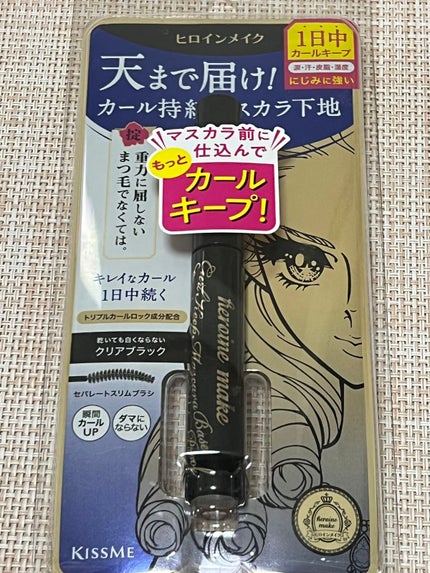 ヒロインメイク
1日中
カールキープ
涙・汗・皮脂・湿度
にじみに強い
天まで届け!
カール持続
スカラ下地
マスカラ前に
仕込んで
もっと
カール
キープ!
掟
重力に屈しない
まつ毛でなくては。
キレイなカール
1日中続く
トリプルカールロック成分配合
乾いても白くならない
クリアブラック
セパレートスリムブラシ
瞬間
カール
UP
ダマに
ならない
heroine make
Curl Keep Mascara Base
KISSME
heroine
make
ヒロインメイク